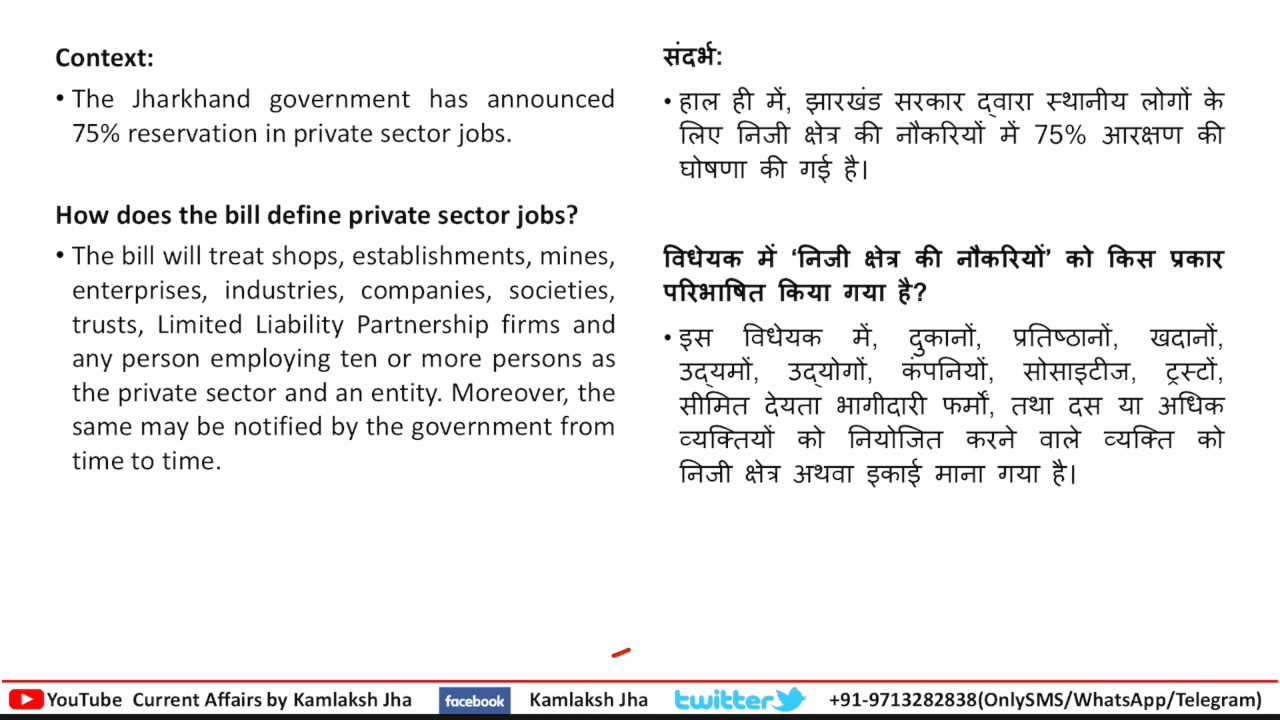 Context:
• The Jharkhand government has announced
75% reservation in private sector jobs.
How does the bill define private sector jobs?
• The bill will treat shops, establishments, mines,
enterprises, industries, companies, societies,
trusts, Limited Liability Partnership firms and
any person employing ten or more persons as
the private sector and an entity. Moreover, the
same may be notified by the government from
time to time.
संदर्भ:
• हाल ही में, झारखंड सरकार द्वारा स्थानीय लोगों के
लिए निजी क्षेत्र की नौकरियों में 75% आरक्षण की
घोषणा की गई है।
विधेयक में ‘निजी क्षेत्र की नौकरियों’ को किस प्रकार
परिभाषित किया गया है?
• इस विधेयक में, दुकानों, प्रतिष्ठानों, खदानों,
उद्यमों, उद्योगों, कंपनियों, सोसाइटीज, ट्रस्टों,
सीमित देयता भागीदारी फर्मों, तथा दस या अधिक
व्यक्तियों को नियोजित करने वाले व्यक्ति को
निजी क्षेत्र अथवा इकाई माना गया है।
YouTube Current Affairs by Kamlaksh Jha facebook Kamlaksh Jha twitter +91-9713282838(OnlySMS/WhatsApp/Telegram)